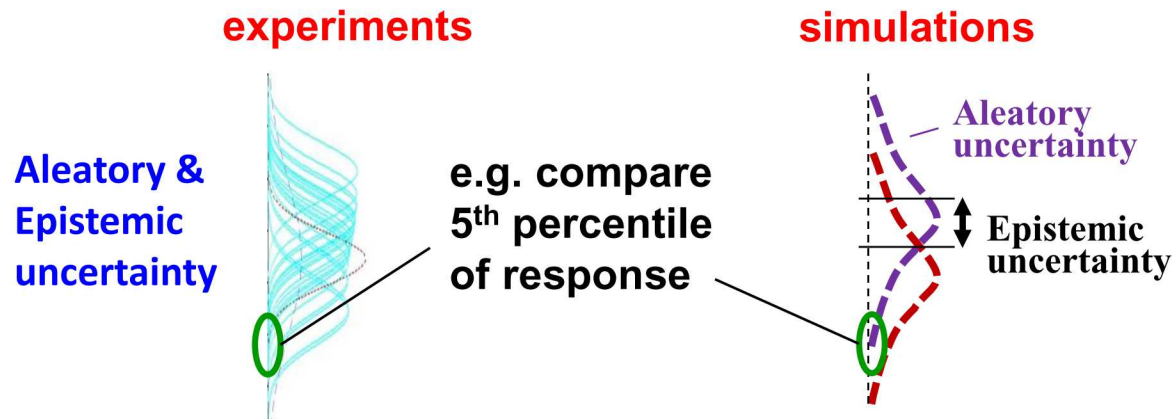 experiments
simulations
Aleatory &
Epistemic
uncertainty
e.g. compare
5th percentile
of response
Aleatory
uncertainty
Epistemic
uncertainty